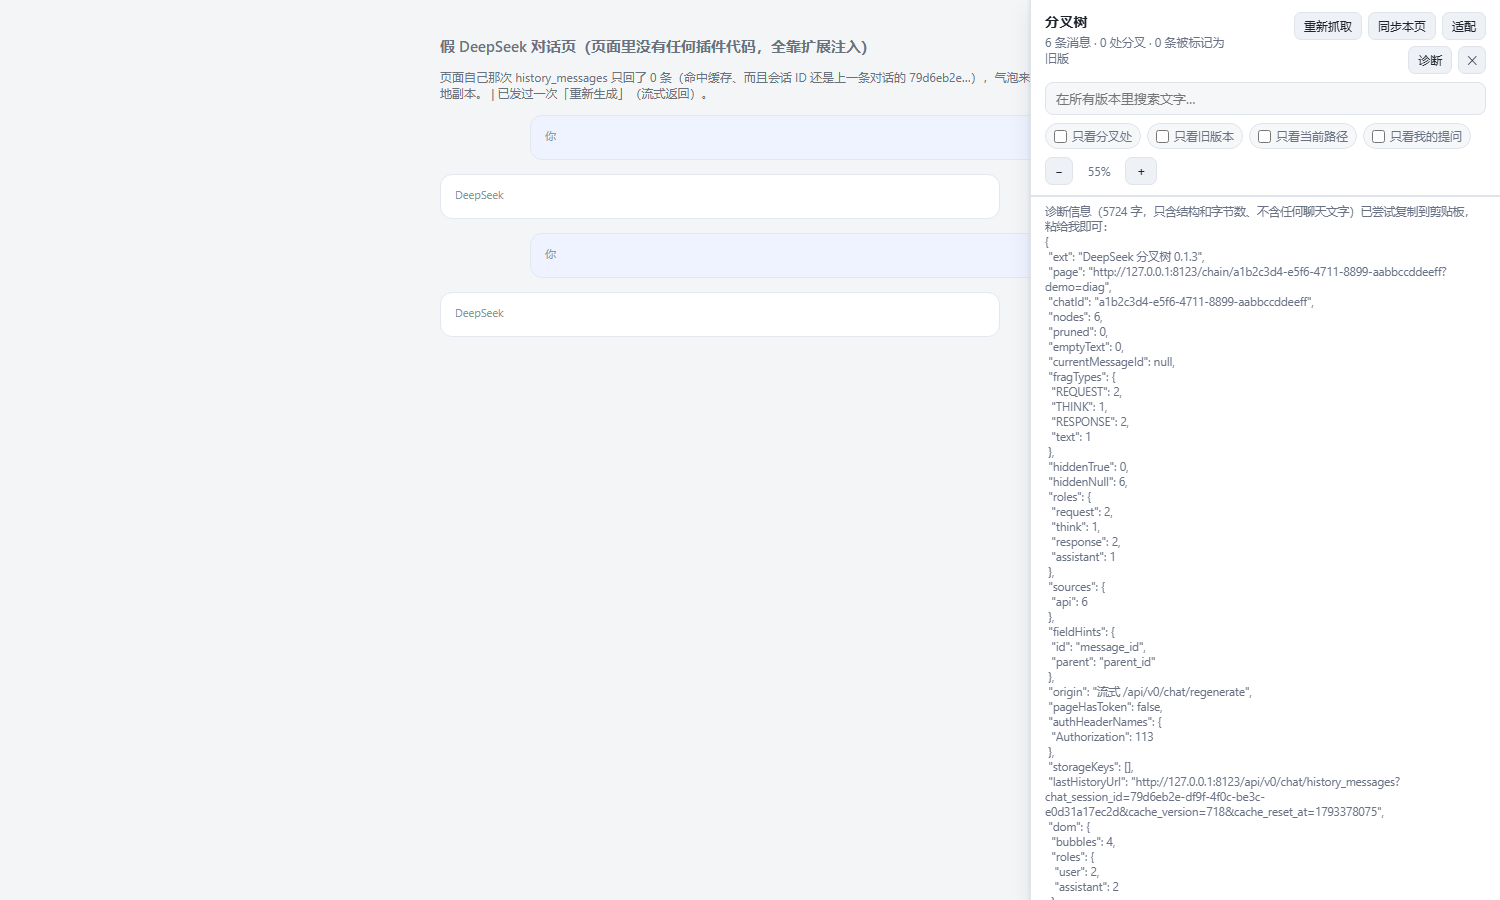 假 DeepSeek 对话页（页面里没有任何插件代码，全靠扩展注入）
页面自己那次 history_messages 只回了 0 条（命中缓存、而且会话 ID 还是上一条对话的 79d6eb2e…），气泡来
地副本。 | 已发过一次「重新生成」（流式返回）。
你
DeepSeek
你
DeepSeek
分叉树
6 条消息 · 0 处分叉 · 0 条被标记为
旧版
重新抓取
同步本页
适配
诊断
×
在所有版本里搜索文字...
只看分叉处
只看旧版本
只看当前路径
只看我的提问
−
55%
+
诊断信息（5724 字，只含结构和字节数、不含任何聊天文字）已尝试复制到剪贴板，
粘给我即可：
{
"ext": "DeepSeek 分叉树 0.1.3",
"page": "http://127.0.0.1:8123/chain/a1b2c3d4-e5f6-4711-8899-aabbccddeeff?
demo=diag",
"chatId": "a1b2c3d4-e5f6-4711-8899-aabbccddeeff",
"nodes": 6,
"pruned": 0,
"emptyText": 0,
"currentMessageId": null,
"fragTypes": {
"REQUEST": 2,
"THINK": 1,
"RESPONSE": 2,
"text": 1
},
"hiddenTrue": 0,
"hiddenNull": 6,
"roles": {
"request": 2,
"think": 1,
"response": 2,
"assistant": 1
},
"sources": {
"api": 6
},
"fieldHints": {
"id": "message_id",
"parent": "parent_id"
},
"origin": "流式 /api/v0/chat/regenerate",
"pageHasToken": false,
"authHeaderNames": {
"Authorization": 113
},
"storageKeys": [],
"lastHistoryUrl": "http://127.0.0.1:8123/api/v0/chat/history_messages?
chat_session_id=79d6eb2e-df9f-4f0c-be3c-
e0d31a17ec2d&cache_version=718&cache_reset_at=1793378075",
"dom": {
"bubbles": 4,
"roles": {
"user": 2,
"assistant": 2